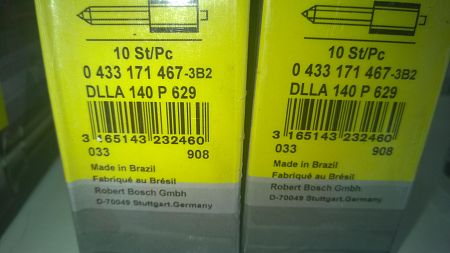 10 St/Pc
0 433 171 467-3B2
DLLA 140 P 629
3 165143 232460
033 908
Made in Brazil
Fabriqué au Brésil
Robert Bosch Gmbh
D-70049 Stuttgart.Germany
10 St/Pc
0 433 171 467-3B2
DLLA 140 P 629
3 165143 232460
033 908
Made in Brazil
Fabriqué au Brésil
Robert Bosch Gmbh
D-70049 Stuttgart.Germany